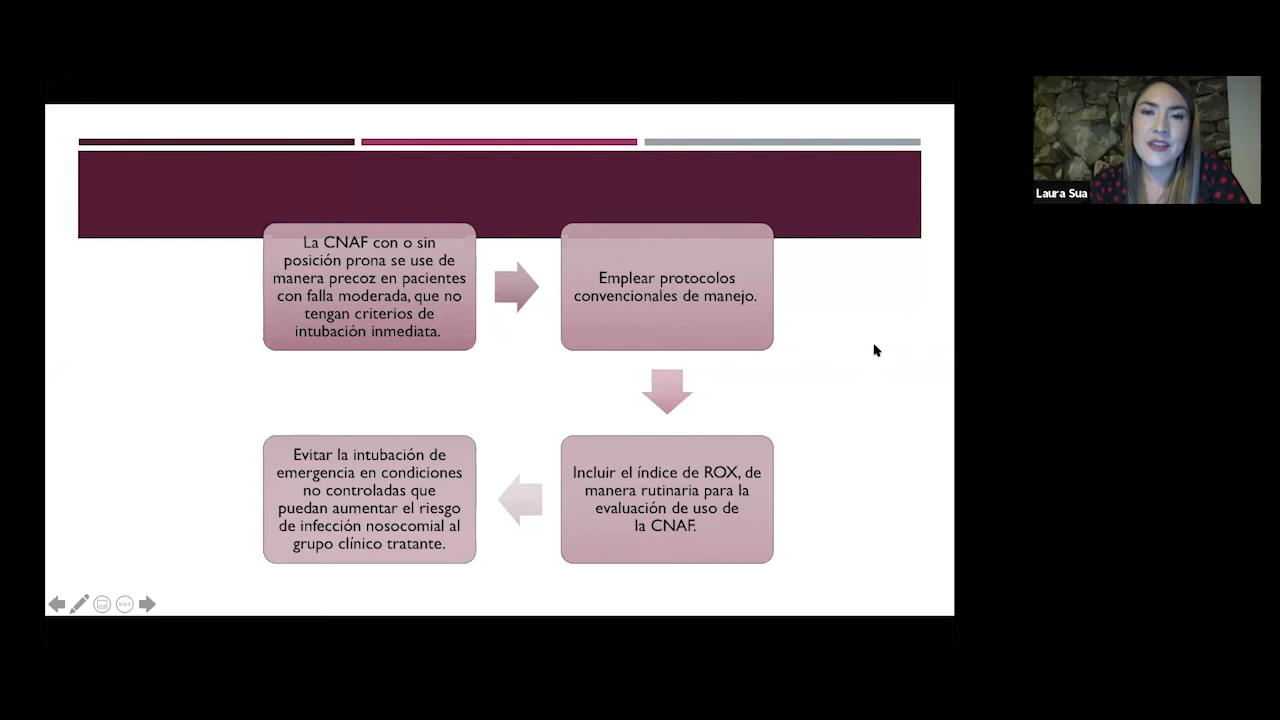 La CNAF con o sin
posición prona se use de
manera precoz en pacientes
con falla moderada, que no
tengan criterios de
intubación inmediata.
Emplear protocolos
convencionales de manejo.
Incluir el índice de ROX, de
manera rutinaria para la
evaluación de uso de
la CNAF.
Evitar la intubación de
emergencia en condiciones
no controladas que
puedan aumentar el riesgo
de infección nosocomial al
grupo clínico tratante.
Laura Sua